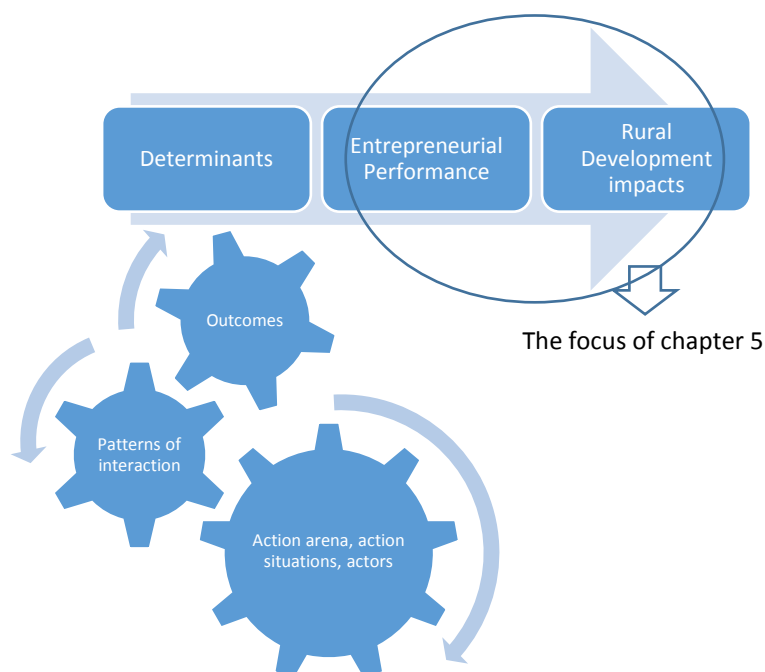 Determinants
Entrepreneurial
Performance
Rural
Development
impacts
Outcomes
The focus of chapter 5
Patterns of
interaction
Action arena, action
situations, actors